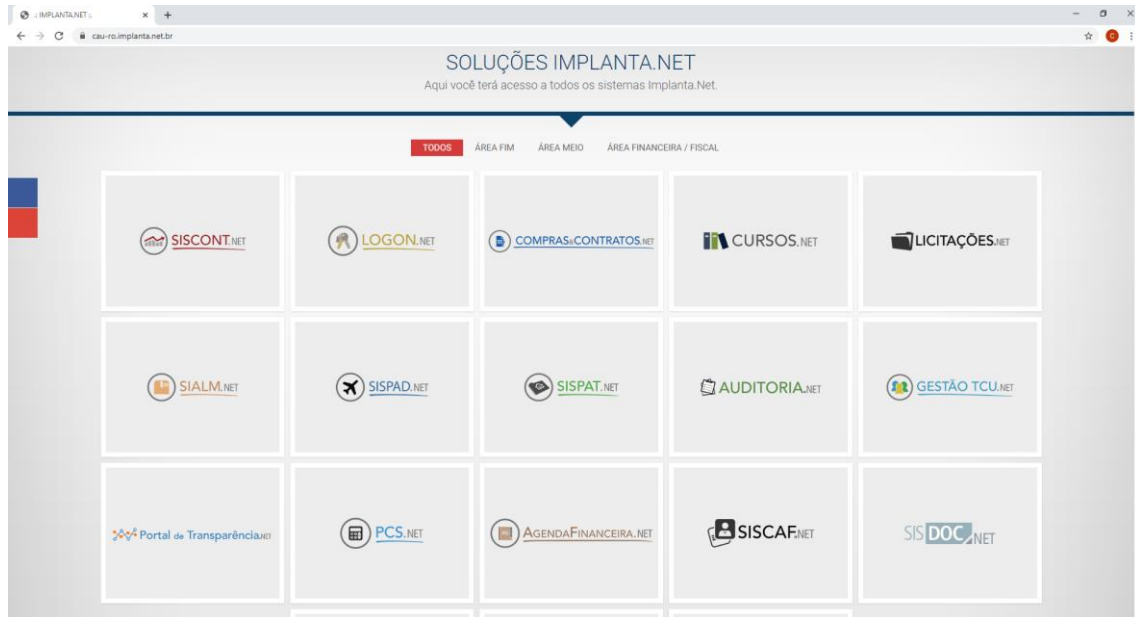 .: IMPLANTA.NET :.
cau-ro.implanta.net.br
C
SOLUÇÕES IMPLANTA.NET
Aqui você terá acesso a todos os sistemas Implanta.Net.
TODOS ÁREA FIM ÁREA MEIO ÁREA FINANCEIRA / FISCAL
SISCONT.NET LOGON.NET COMPRAS&CONTRATOS.NET CURSOS.NET LICITAÇÕES.NET
SIALM.NET SISPAD.NET SISPAT.NET AUDITORIA.NET GESTÃO TCU.NET
Portal da Transparência.NET PCS.NET AGENDAFINANCEIRA.NET SISCAF.NET SISDOC.NET